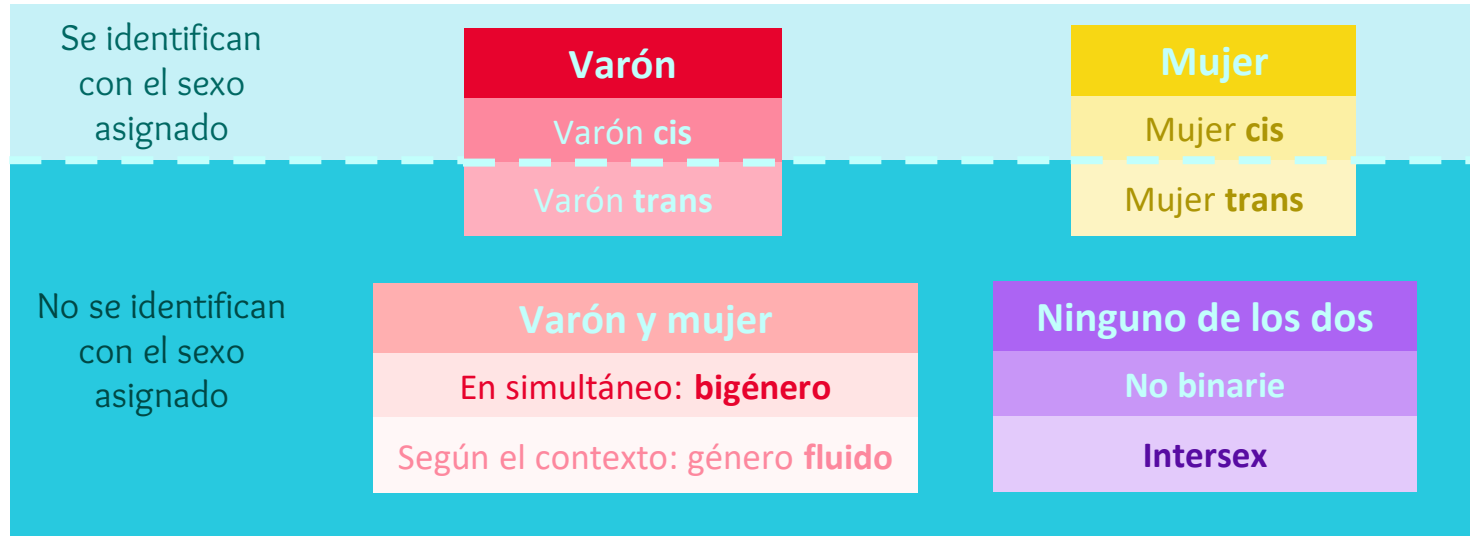 Se identifican
con el sexo
asignado
Varón
Varón cis
Varón trans
Mujer
Mujer cis
Mujer trans
No se identifican
con el sexo
asignado
Varón y mujer
En simultáneo: bigénero
Según el contexto: género fluido
Ninguno de los dos
No binarie
Intersex